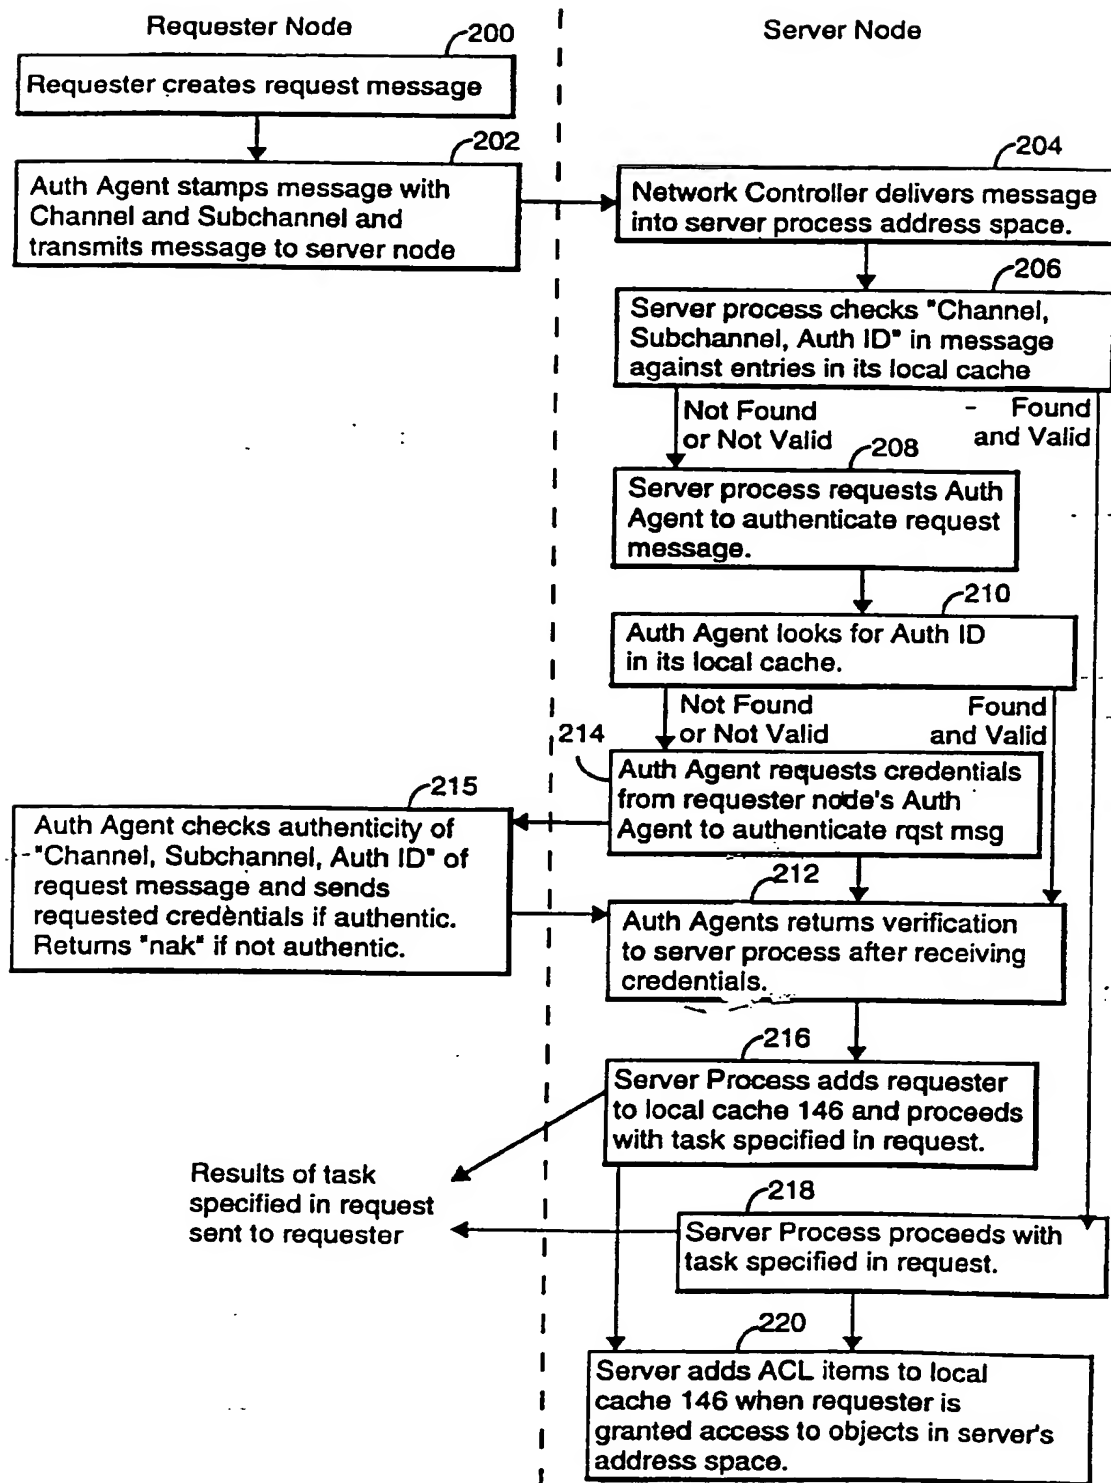 Requester Node
Server Node
200
Requester creates request message
202
Auth Agent stamps message with
Channel and Subchannel and
transmits message to server node
204
Network Controller delivers message
into server process address space.
206
Server process checks "Channel,
Subchannel, Auth ID" in message
against entries in its local cache
Not Found
or Not Valid
Found
and Valid
208
Server process requests Auth
Agent to authenticate request
message.
210
Auth Agent looks for Auth ID
in its local cache.
Not Found
or Not Valid
Found
and Valid
214
Auth Agent requests credentials
from requester node's Auth
Agent to authenticate rqst msg
215
Auth Agent checks authenticity of
"Channel, Subchannel, Auth ID" of
request message and sends
requested credentials if authentic.
Returns "nak" if not authentic.
212
Auth Agents returns verification
to server process after receiving
credentials.
216
Server Process adds requester
to local cache 146 and proceeds
with task specified in request.
Results of task
specified in request
sent to requester
218
Server Process proceeds with
task specified in request.
220
Server adds ACL items to local
cache 146 when requester is
granted access to objects in server's
address space.